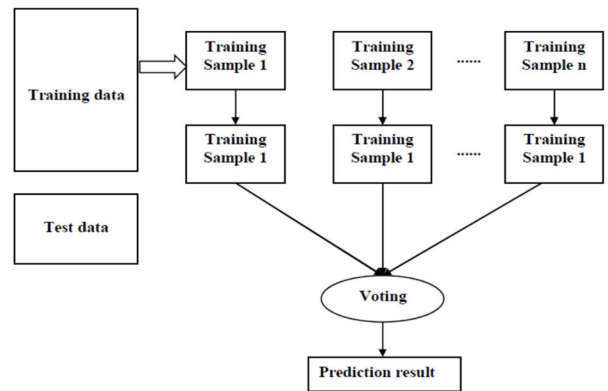 Training data
Training
Sample 1
Training
Sample 2
......
Training
Sample n
Training
Sample 1
Training
Sample 1
......
Training
Sample 1
Test data
Voting
Prediction result